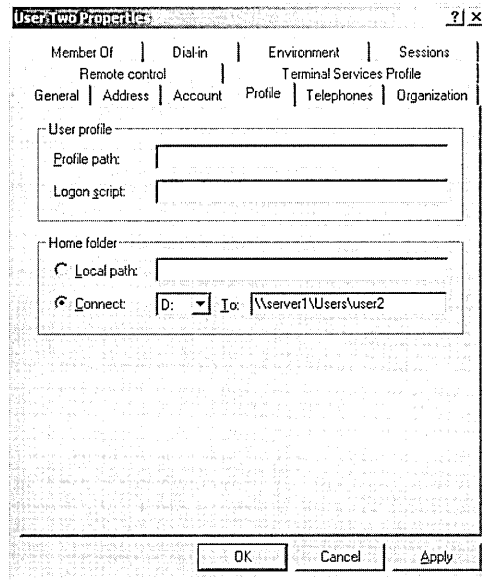 User Two Properties ? ×
Member Of Dial-in Environment Sessions
Remote control Terminal Services Profile
General Address Account Profile Telephones Organization
User profile
Profile path:
Logon script:
Home folder
Local path:
Connect: D: To: \\server1\Users\user2
OK Cancel Apply